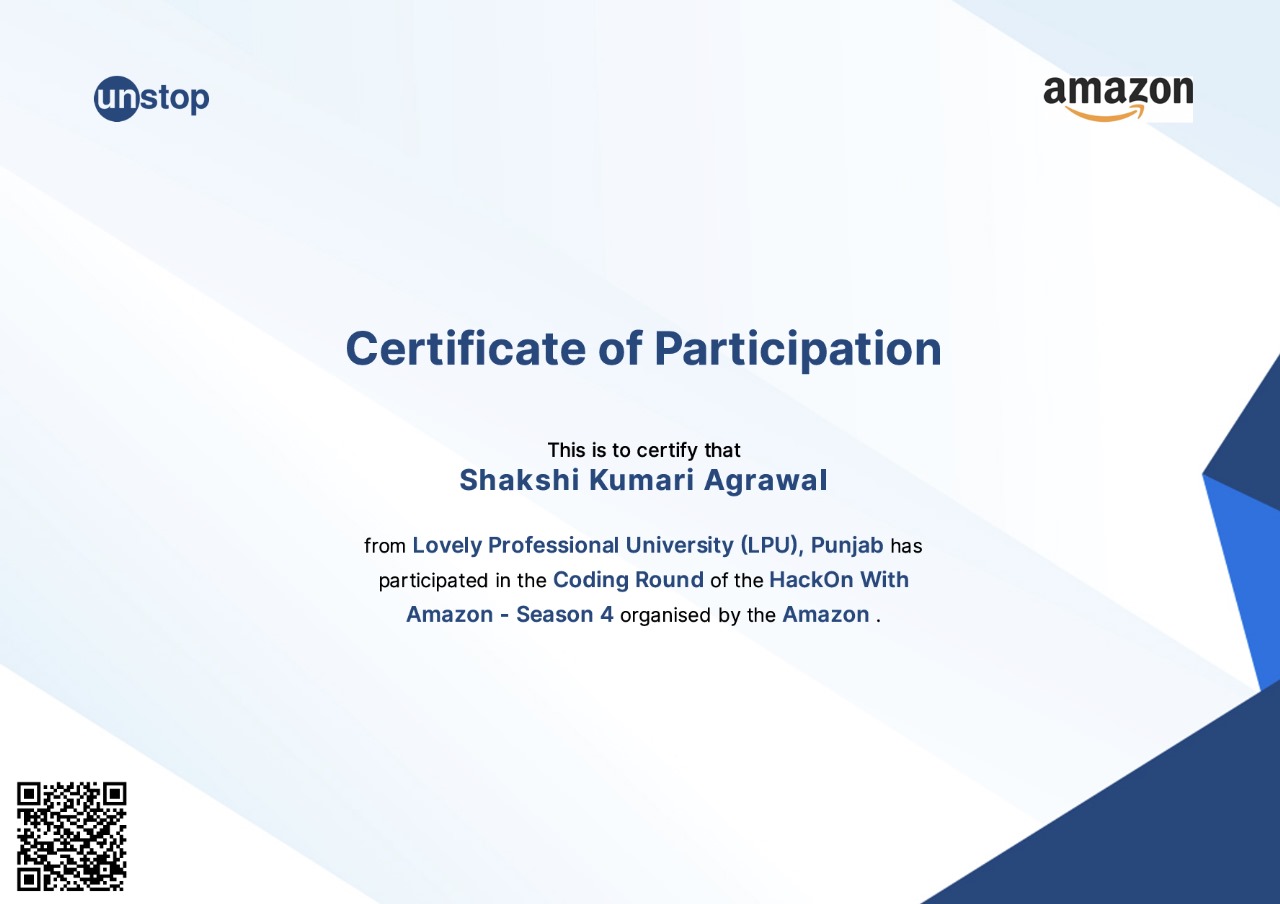 unstop
amazon
Certificate of Participation
This is to certify that
Shakshi Kumari Agrawal
from Lovely Professional University (LPU), Punjab has
participated in the Coding Round of the HackOn With
Amazon - Season 4 organised by the Amazon .